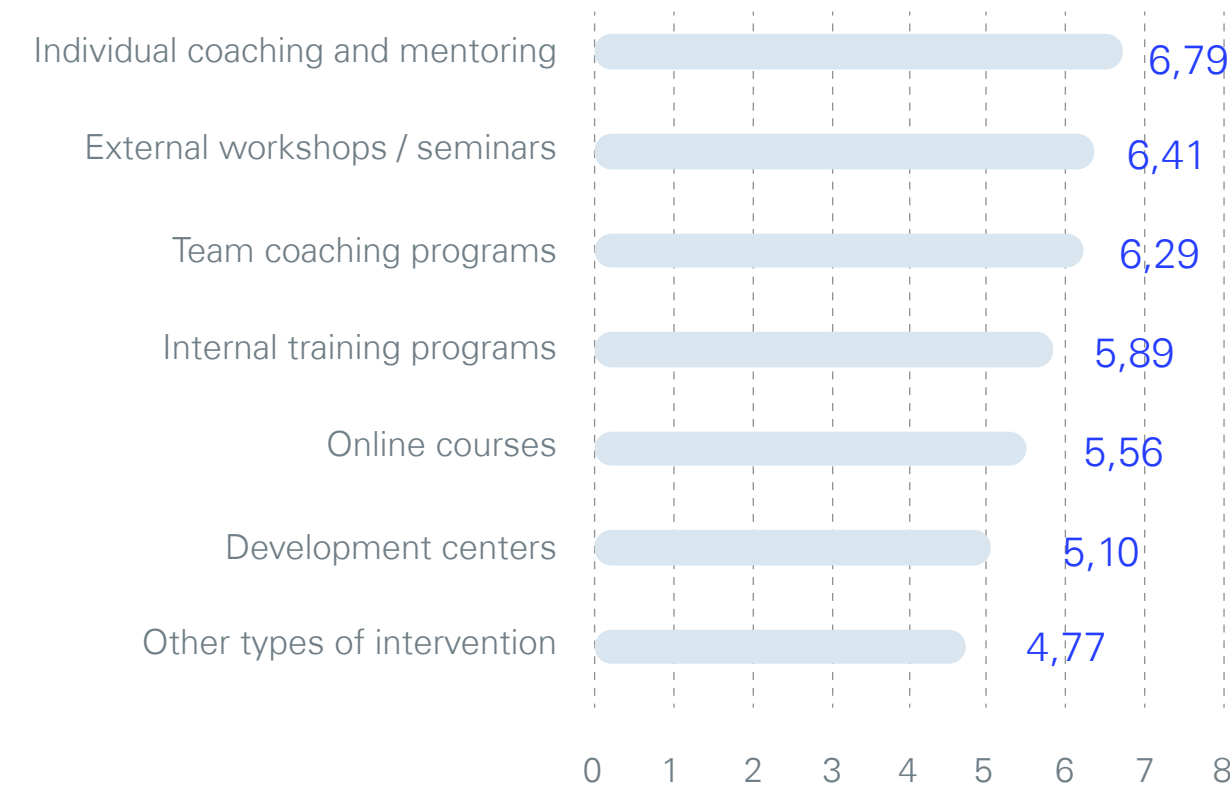 Individual coaching and mentoring 6,79
External workshops / seminars 6,41
Team coaching programs 6,29
Internal training programs 5,89
Online courses 5,56
Development centers 5,10
Other types of intervention 4,77
0 1 2 3 4 5 6 7 8